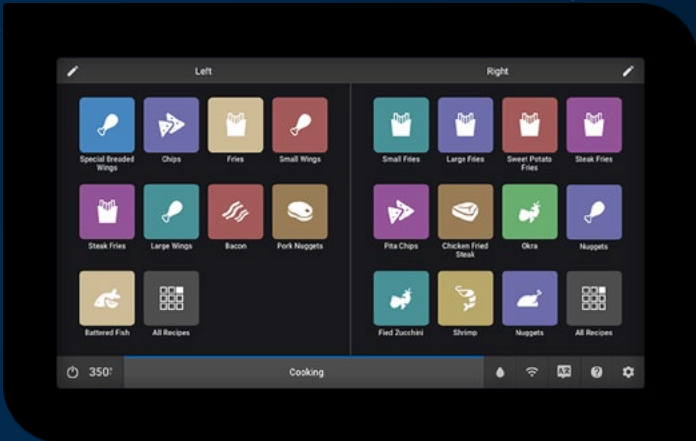 Left
Right
Special Breaded
Wings
Chips
Fries
Small Wings
Small Fries
Large Fries
Sweet Potato
Fries
Steak Fries
Steak Fries
Large Wings
Bacon
Pork Nuggets
Pita Chips
Chicken Fried
Steak
Okra
Nuggets
Battered Fish
All Recipes
Fied Zucchini
Shrimp
Nuggets
All Recipes
350°
Cooking